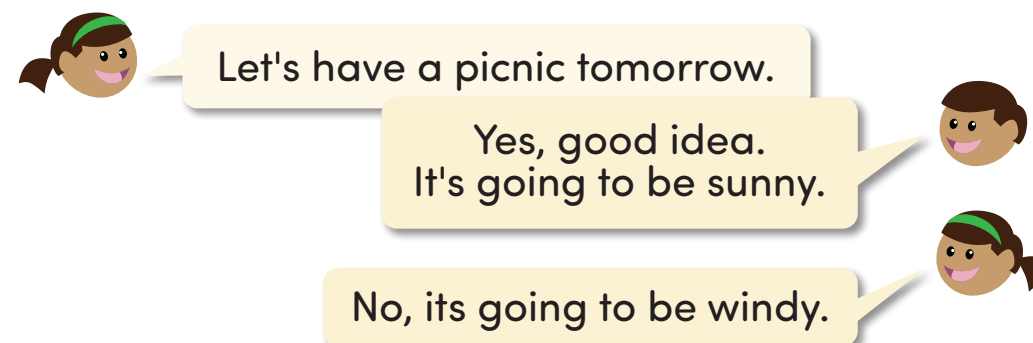 Let's have a picnic tomorrow.
Yes, good idea.
It's going to be sunny.
No, its going to be windy.